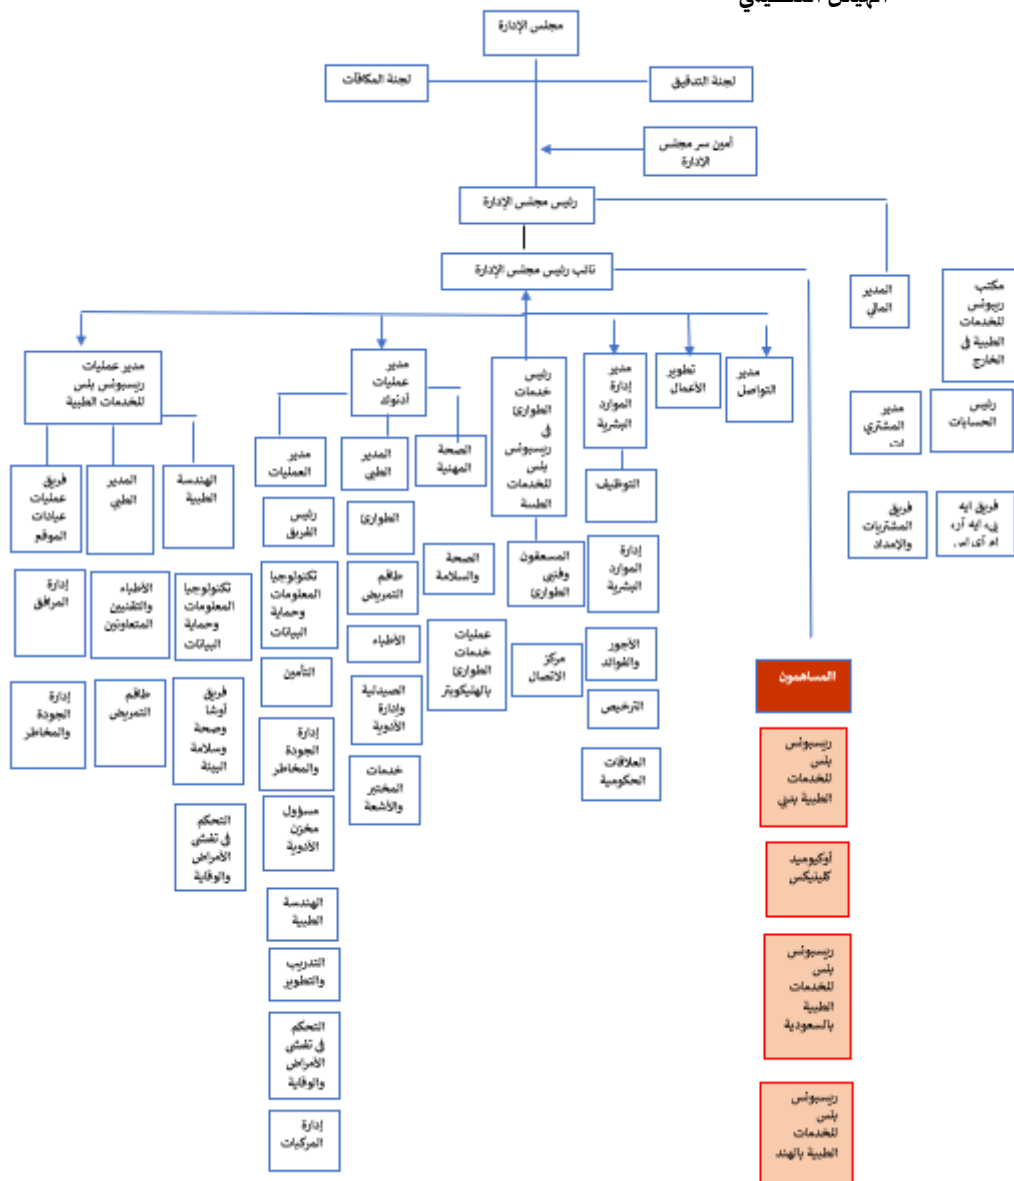 مجلس الإدارة
لجنة التدقيق
لجنة المكافآت
أمين سر مجلس
الإدارة
رئيس مجلس الإدارة
نائب رئيس مجلس الإدارة
المدير
المالي
مكتب
ريبونس
للخدمات
الطبية في
الخارج
مدير
المشتري
ات
رئيس
الحسابات
فريق
المشتريات
والإمداد
فريق ايه
بي، ايه آر،
ام آي اس.
مدير
التواصل
تطوير
الأعمال
مدير
إدارة
الموارد
البشرية
التوظيف
إدارة
الموارد
البشرية
الأجور
والفوائد
الترخيص
العلاقات
الحكومية
رئيس
خدمات
الطوارئ
في
ريسبونس
بلس
للخدمات
الطبية
المسعفون
وفنيي
الطوارئ
مركز
الاتصال
مدير
عمليات
أدنوك
الصحة
المهنية
الصحة
والسلامة
عمليات
خدمات
الطوارئ
بالهليكوبتر
المدير
الطبي
الطوارئ
طاقم
التمريض
الأطباء
الصيدلية
وإدارة
الأدوية
خدمات
المختبر
والأشعة
مدير
العمليات
رئيس
الفريق
تكنولوجيا
المعلومات
وحماية
البيانات
التأمين
إدارة
الجودة
والمخاطر
مسؤول
مخزن
الأدوية
الهندسة
الطبية
التدريب
والتطوير
التحكم
في تفشي
الأمراض
والوقاية
إدارة
المركبات
مدير عمليات
ريسبونس بلس
للخدمات الطبية
الهندسة
الطبية
تكنولوجيا
المعلومات
وحماية
البيانات
فريق
أوشا
وصحة
وسلامة
البيئة
التحكم
في تفشي
الأمراض
والوقاية
المدير
الطبي
الأطباء
والتقنيين
المتعاونين
طاقم
التمريض
فريق
عمليات
عيادات
الموقع
إدارة
المرافق
إدارة
الجودة
والمخاطر
المساهمون
ريسبونس
بلس
للخدمات
الطبية بدبي
أوكيوميد
كلينيكس
ريسبونس
بلس
للخدمات
الطبية
بالسعودية
ريسبونس
بلس
للخدمات
الطبية بالهند